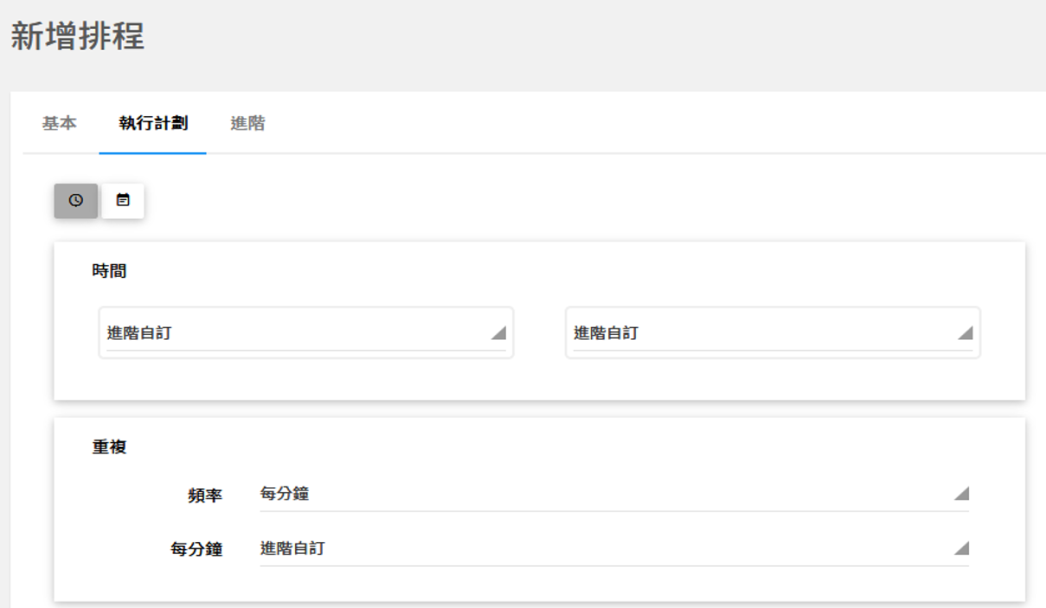 新增排程
基本 執行計劃 進階
時間
進階自訂 進階自訂
重複
頻率 每分鐘
每分鐘 進階自訂